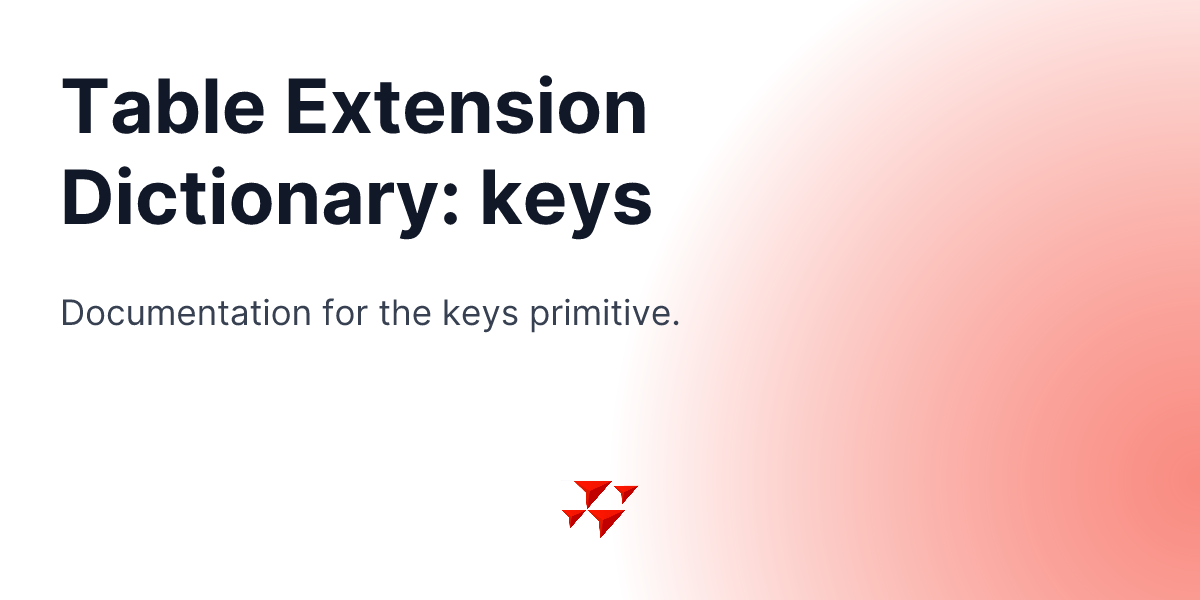 Table Extension
Dictionary: keys
Documentation for the keys primitive.